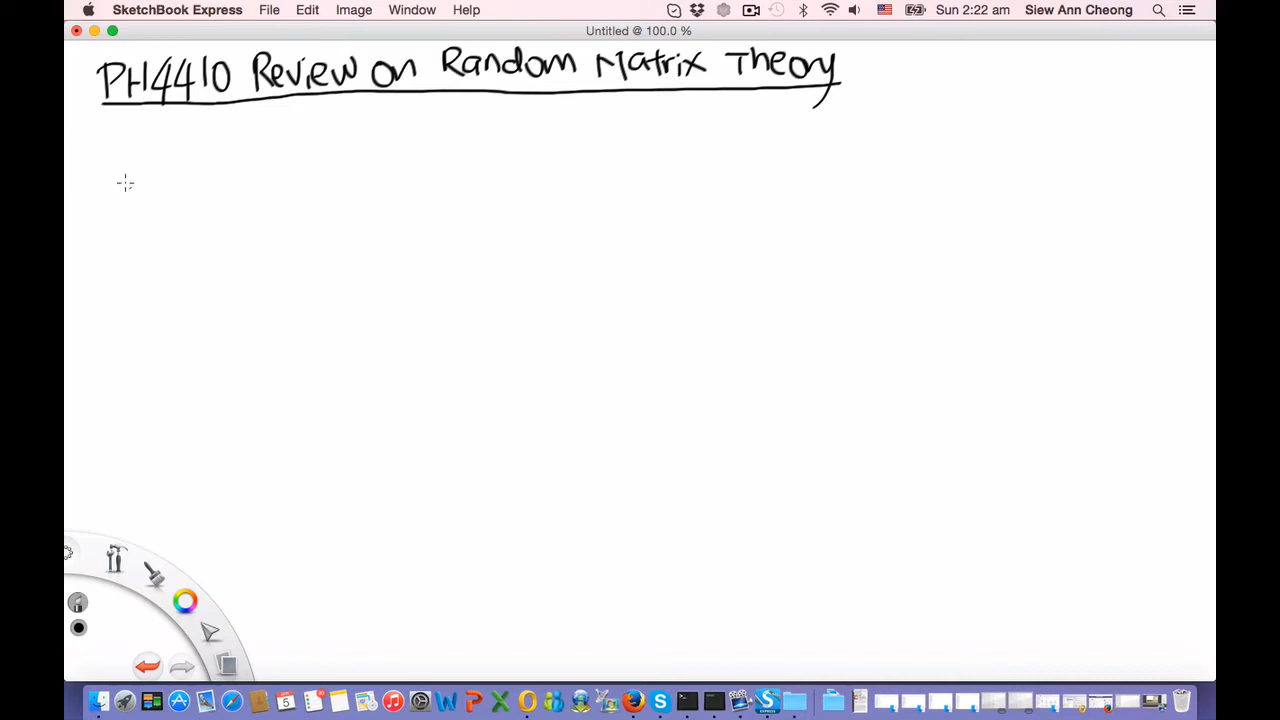 SketchBook Express File Edit Image Window Help Sun 2:22 am Siew Ann Cheong
Untitled @ 100.0 %
PH4410 Review on Random Matrix Theory